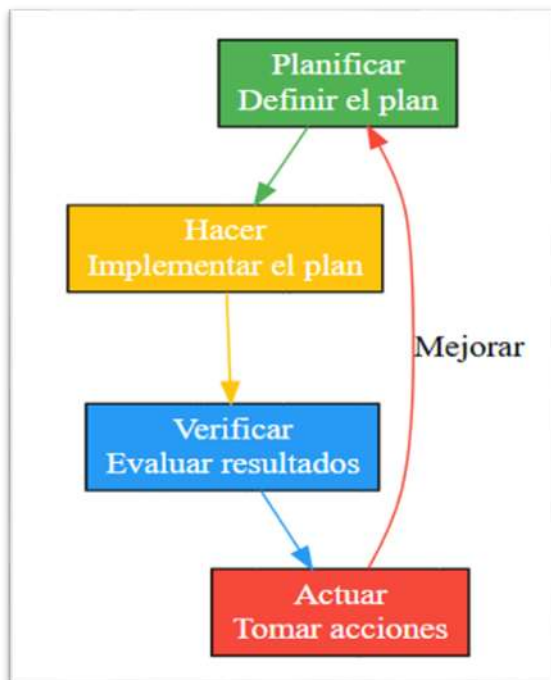 Planificar
Definir el plan
Hacer
Implementar el plan
Mejorar
Verificar
Evaluar resultados
Actuar
Tomar acciones